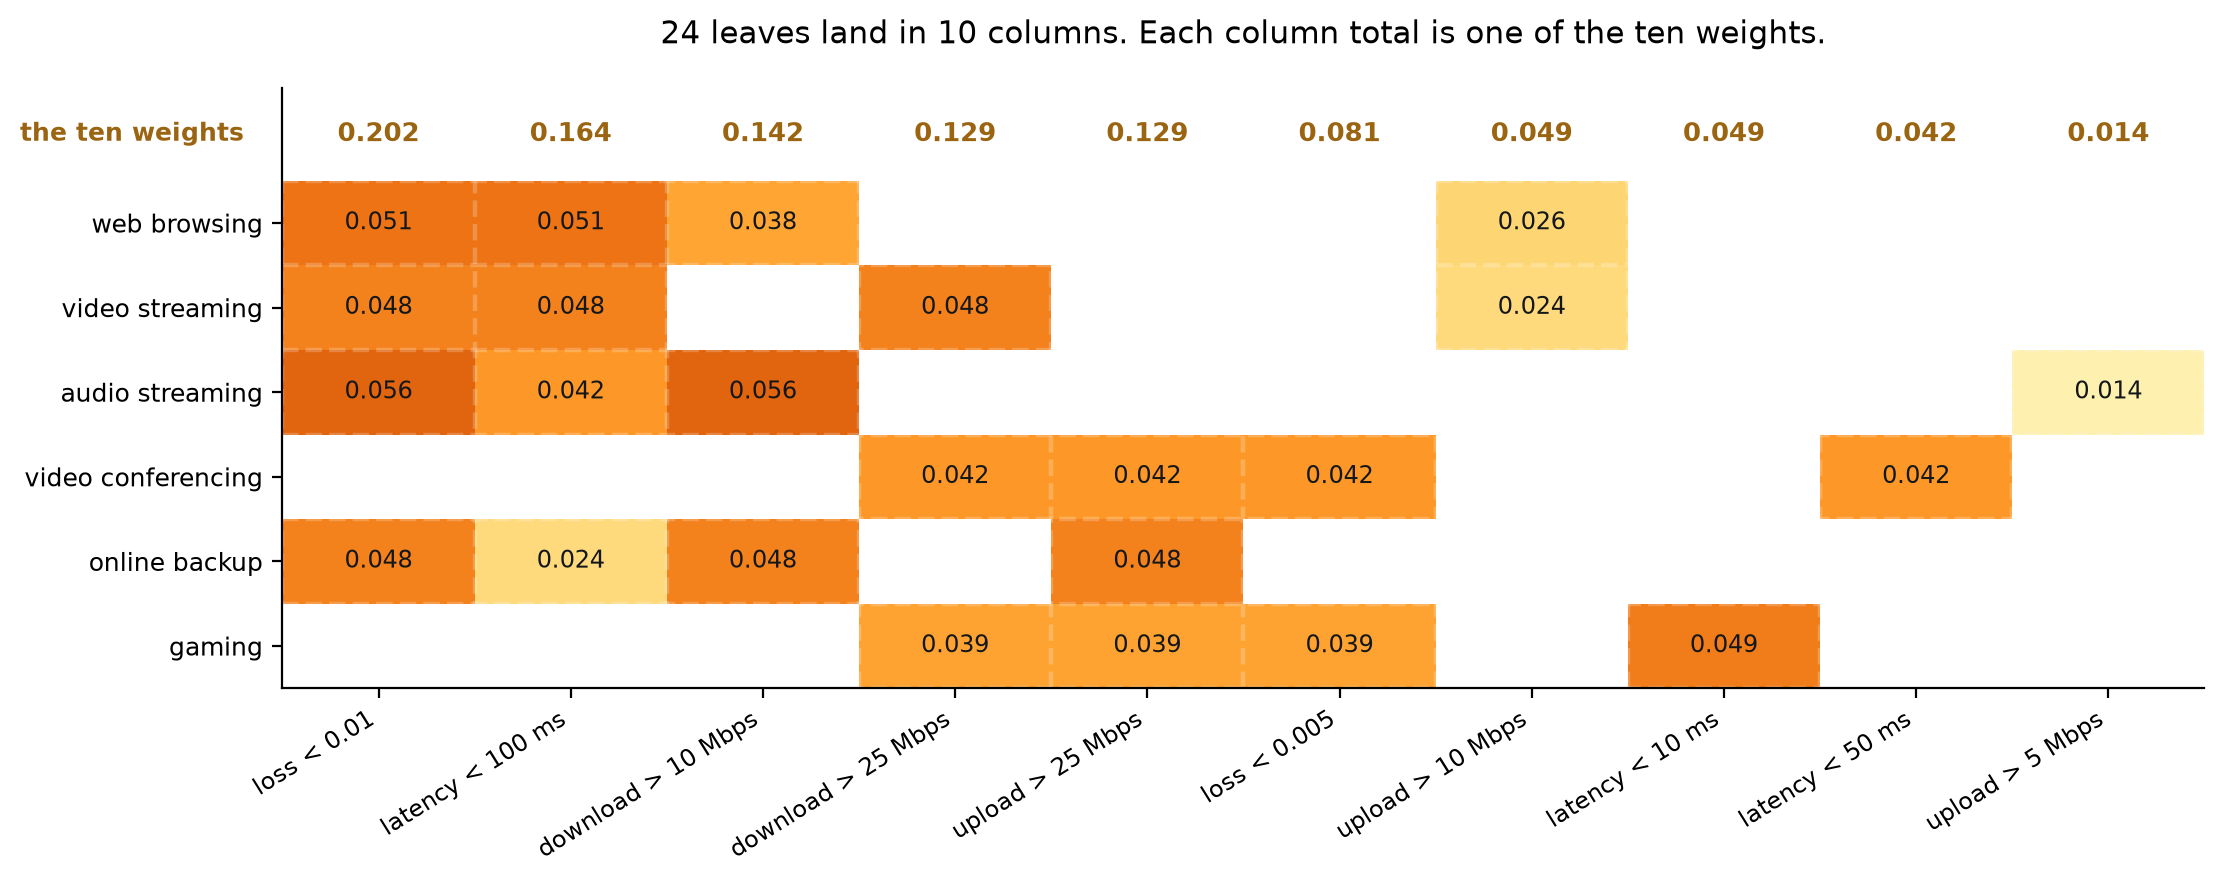 24 leaves land in 10 columns. Each column total is one of the ten weights.
the ten weights 0.202 0.164 0.142 0.129 0.129 0.081 0.049 0.049 0.042 0.014
web browsing 0.051 0.051 0.038 0.026
video streaming 0.048 0.048 0.048 0.024
audio streaming 0.056 0.042 0.056 0.014
video conferencing 0.042 0.042 0.042 0.042
online backup 0.048 0.024 0.048 0.048
gaming 0.039 0.039 0.039 0.049
loss < 0.01
latency < 100 ms
download > 10 Mbps
download > 25 Mbps
upload > 25 Mbps
loss < 0.005
upload > 10 Mbps
latency < 10 ms
latency < 50 ms
upload > 5 Mbps